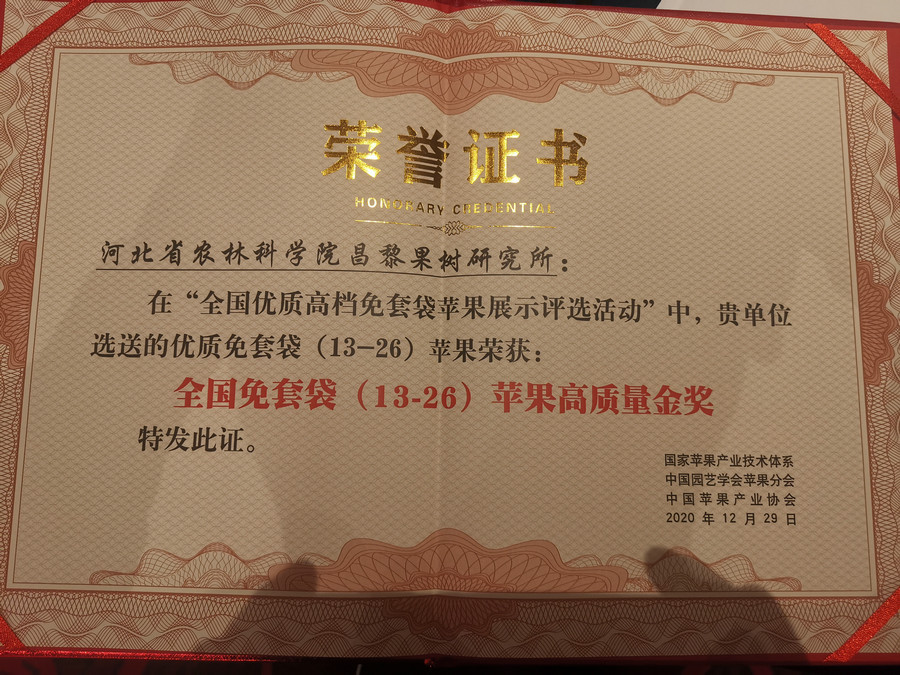 荣誉证书
HONORARY CREDENTIAL
河北省农林科学院昌黎果树研究所：
在“全国优质高档免套袋苹果展示评选活动”中，贵单位
选送的优质免套袋（13-26）苹果荣获：
全国免套袋（13-26）苹果高质量金奖
特发此证。
国家苹果产业技术体系
中国园艺学会苹果分会
中国苹果产业协会
2020 年 12 月 29 日